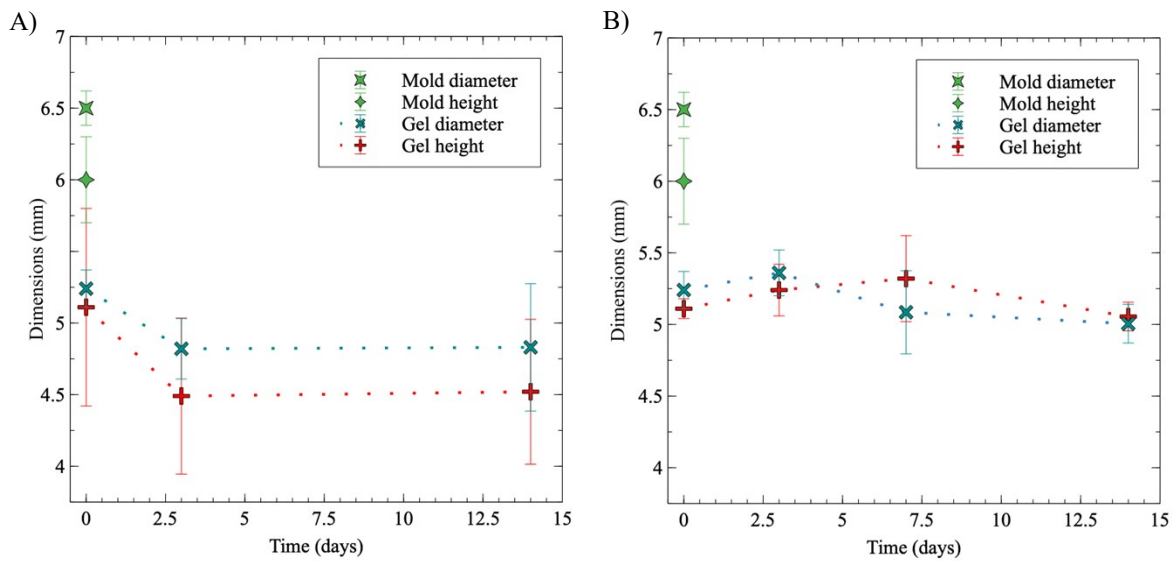 A)
7
6.5
6
5
4.5
4
Dimensions (mm)
0
2.5
5
7.5
10
12.5
15
Time (days)
Mold diameter
Mold height
Gel diameter
Gel height
B)
7
6.5
6
5.5
5
4.5
4
Dimensions (mm)
0
2.5
5
7.5
10
12.5
15
Time (days)
Mold diameter
Mold height
Gel diameter
Gel height